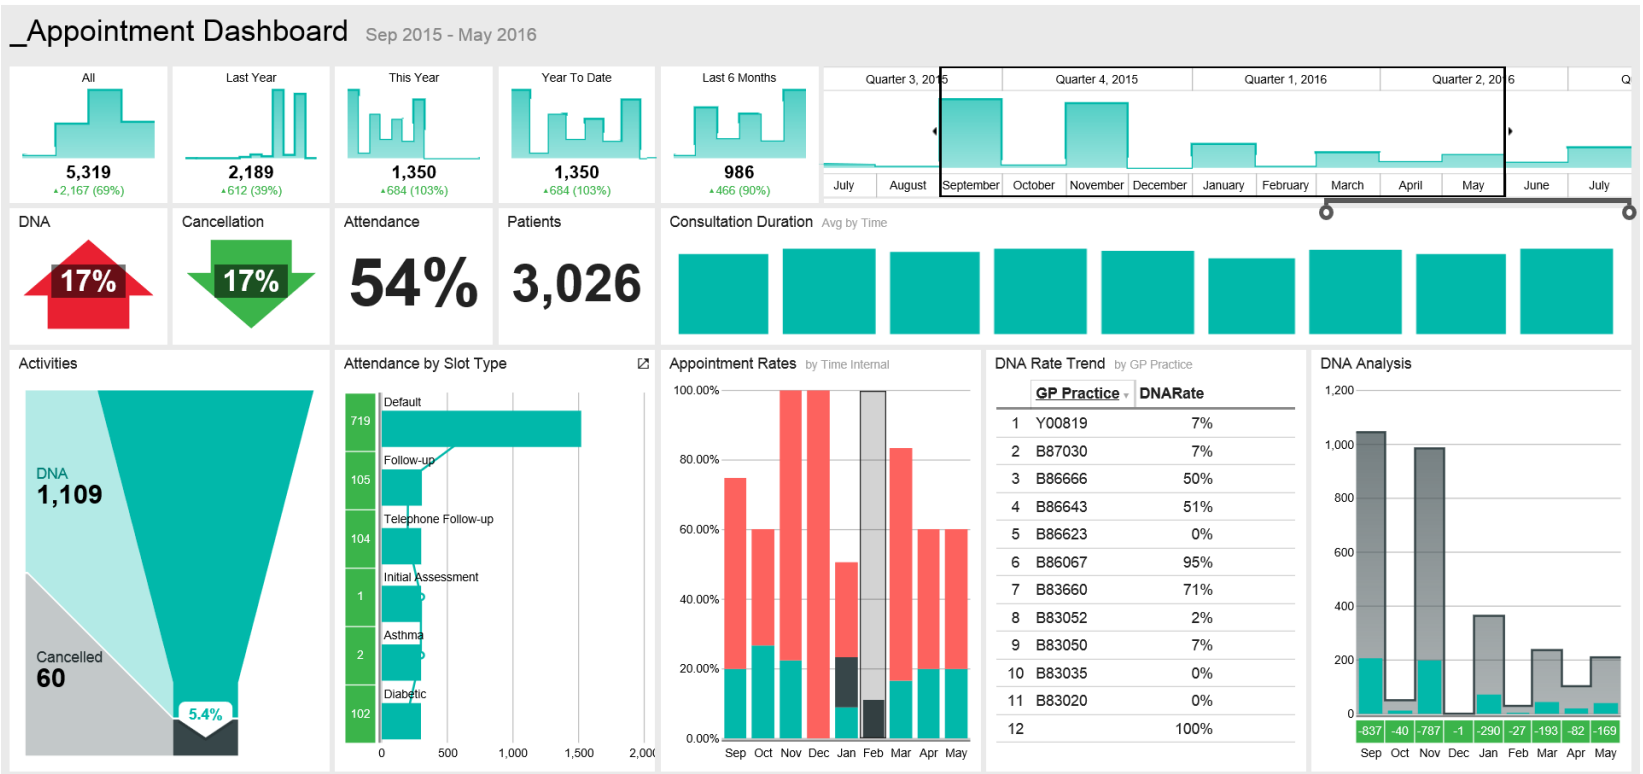 _Appointment Dashboard Sep 2015 - May 2016
All
5,319
▲2,167 (69%)
Last Year
2,189
▲612 (39%)
This Year
1,350
▲684 (103%)
Year To Date
1,350
▲684 (103%)
Last 6 Months
986
▲466 (90%)
Quarter 3, 2015 Quarter 4, 2015 Quarter 1, 2016 Quarter 2, 2016 Q
July August September October November December January February March April May June July
DNA
17%
Cancellation
17%
Attendance
54%
Patients
3,026
Consultation Duration Avg by Time
Activities
DNA
1,109
Cancelled
60
5.4%
Attendance by Slot Type
Default
719
Follow-up
105
Telephone Follow-up
104
Initial Assessment
1
Asthma
2
Diabetic
102
0 500 1,000 1,500 2,00
Appointment Rates by Time Internal
100.00%
80.00%
60.00%
40.00%
20.00%
0.00%
Sep Oct Nov Dec Jan Feb Mar Apr May
DNA Rate Trend by GP Practice
GP Practice ▼ DNARate
1 Y00819 7%
2 B87030 7%
3 B86666 50%
4 B86643 51%
5 B86623 0%
6 B86067 95%
7 B83660 71%
8 B83052 2%
9 B83050 7%
10 B83035 0%
11 B83020 0%
12 100%
DNA Analysis
1,200
1,000
800
600
400
200
0
-837 -40 -787 -1 -290 -27 -193 -82 -169
Sep Oct Nov Dec Jan Feb Mar Apr May